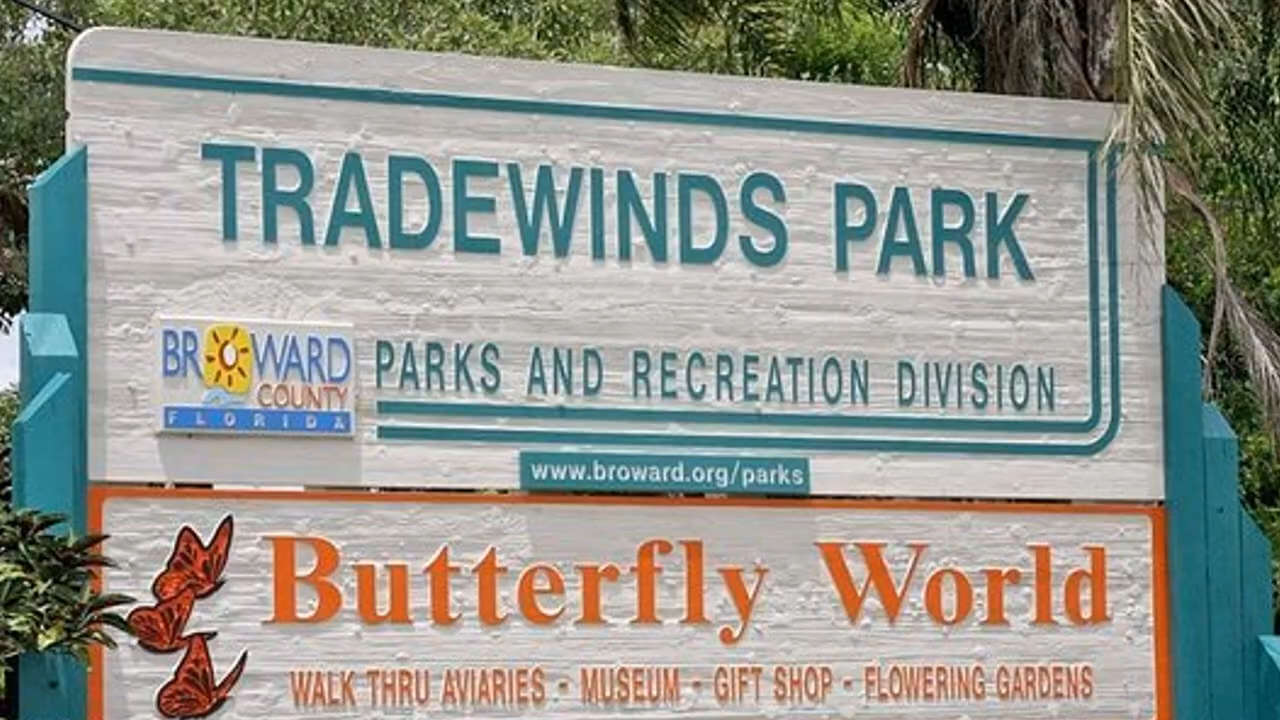 TRADEWINDS PARK
BROWARD
COUNTY
FLORIDA
PARKS AND RECREATION DIVISION
www.broward.org/parks
Butterfly World
WALK THRU AVIARIES - MUSEUM - GIFT SHOP - FLOWERING GARDENS